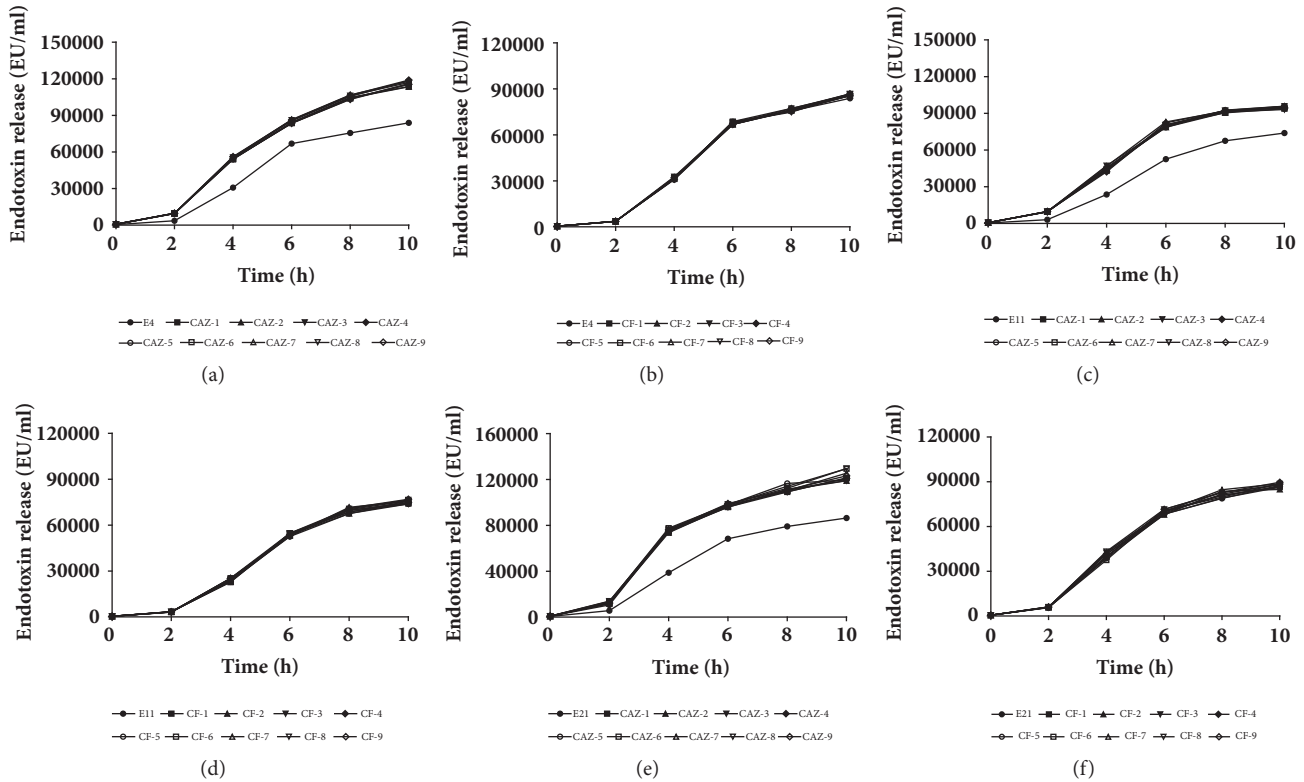 Endotoxin release (EU/ml)
150000
120000
90000
60000
30000
0
0 2 4 6 8 10
Time (h)
E4 CAZ-1 CAZ-2 CAZ-3 CAZ-4
CAZ-5 CAZ-6 CAZ-7 CAZ-8 CAZ-9
(a)
Endotoxin release (EU/ml)
120000
90000
60000
30000
0
0 2 4 6 8 10
Time (h)
E4 CF-1 CF-2 CF-3 CF-4
CF-5 CF-6 CF-7 CF-8 CF-9
(b)
Endotoxin release (EU/ml)
150000
120000
90000
60000
30000
0
0 2 4 6 8 10
Time (h)
E11 CAZ-1 CAZ-2 CAZ-3 CAZ-4
CAZ-5 CAZ-6 CAZ-7 CAZ-8 CAZ-9
(c)
Endotoxin release (EU/ml)
120000
90000
60000
30000
0
0 2 4 6 8 10
Time (h)
E11 CF-1 CF-2 CF-3 CF-4
CF-5 CF-6 CF-7 CF-8 CF-9
(d)
Endotoxin release (EU/ml)
160000
120000
80000
40000
0
0 2 4 6 8 10
Time (h)
E21 CAZ-1 CAZ-2 CAZ-3 CAZ-4
CAZ-5 CAZ-6 CAZ-7 CAZ-8 CAZ-9
(e)
Endotoxin release (EU/ml)
120000
90000
60000
30000
0
0 2 4 6 8 10
Time (h)
E21 CF-1 CF-2 CF-3 CF-4
CF-5 CF-6 CF-7 CF-8 CF-9
(f)